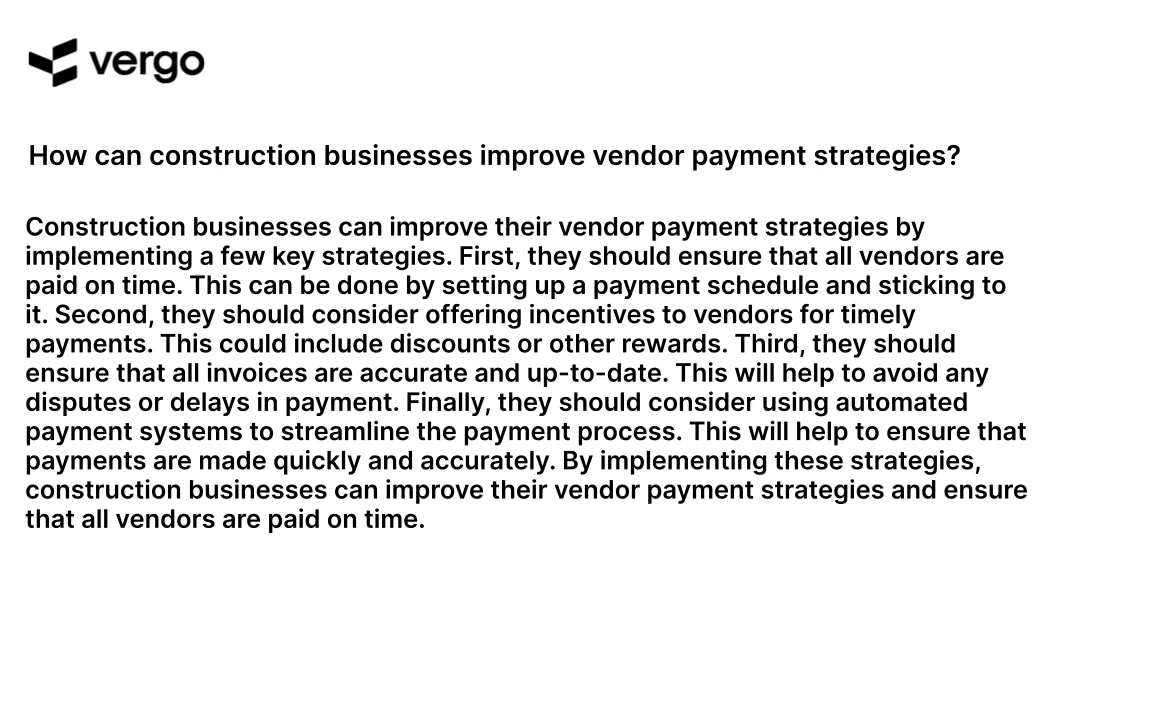 vergo
How can construction businesses improve vendor payment strategies?
Construction businesses can improve their vendor payment strategies by
implementing a few key strategies. First, they should ensure that all vendors are
paid on time. This can be done by setting up a payment schedule and sticking to
it. Second, they should consider offering incentives to vendors for timely
payments. This could include discounts or other rewards. Third, they should
ensure that all invoices are accurate and up-to-date. This will help to avoid any
disputes or delays in payment. Finally, they should consider using automated
payment systems to streamline the payment process. This will help to ensure that
payments are made quickly and accurately. By implementing these strategies,
construction businesses can improve their vendor payment strategies and ensure
that all vendors are paid on time.